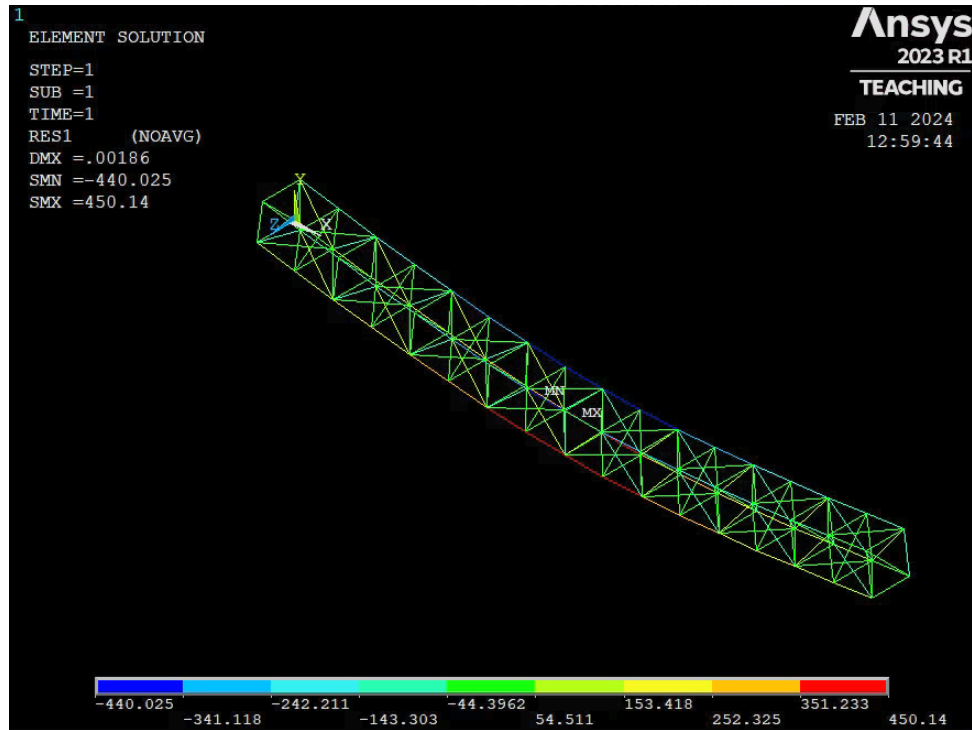 1
ELEMENT SOLUTION
STEP=1
SUB =1
TIME=1
RES1 (NOAVG)
DMX =.00186
SMN =-440.025
SMX =450.14
Ansys
2023 R1
TEACHING
FEB 11 2024
12:59:44
Y
Z X
MN
MX
-440.025 -242.211 -44.3962 153.418 351.233
-341.118 -143.303 54.511 252.325 450.14